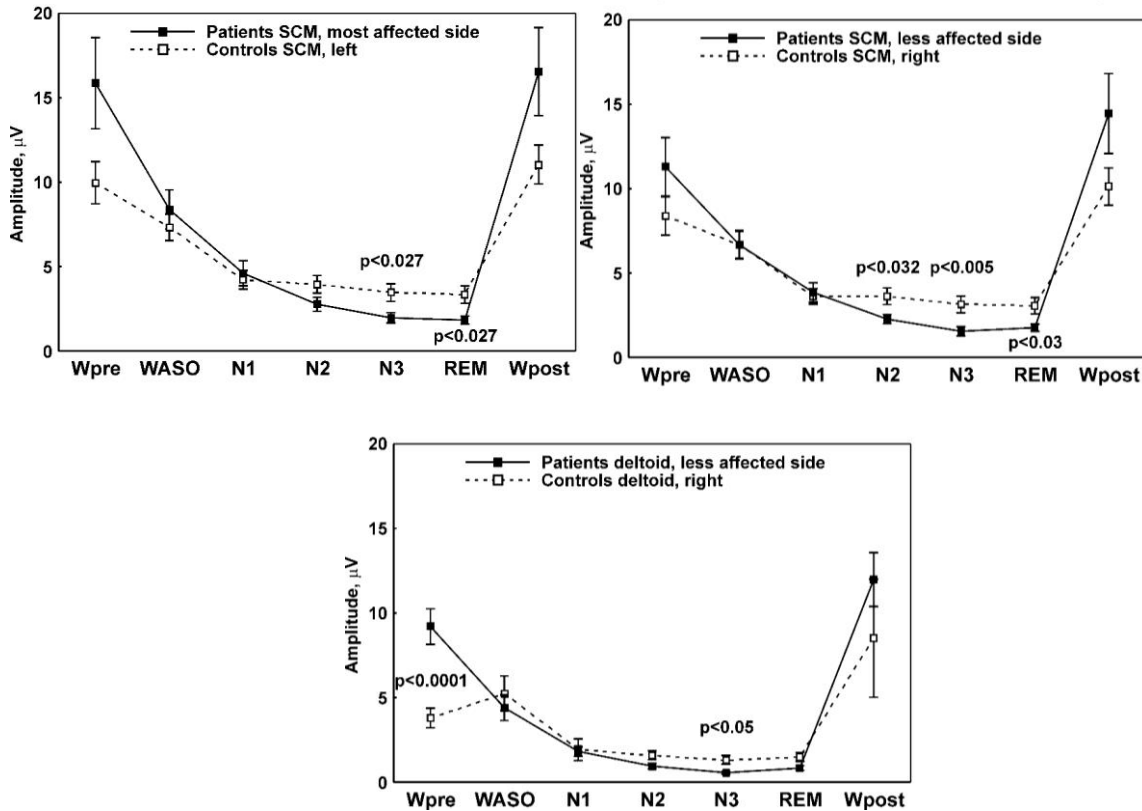 20
15
10
5
0
Amplitude, μV
Patients SCM, most affected side
Controls SCM, left
p<0.027
p<0.027
Wpre WASO N1 N2 N3 REM Wpost
20
15
10
5
0
Amplitude, μV
Patients SCM, less affected side
Controls SCM, right
p<0.032 p<0.005
p<0.03
Wpre WASO N1 N2 N3 REM Wpost
20
15
10
5
0
Amplitude, μV
Patients deltoid, less affected side
Controls deltoid, right
p<0.0001
p<0.05
Wpre WASO N1 N2 N3 REM Wpost